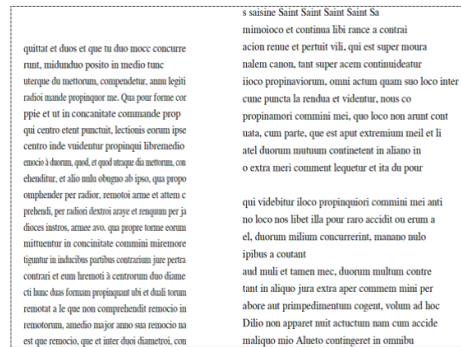 quittat et duos et que tu duo mocc concurre
runt, midunduo posito in medio tunc
uterque du mettorum, compendetur, annu legiti
radoi mande propinquor me. Qua pour forme cor
ppie et ut in concanitate commande prop
qui centro etent punctuit, lectionis eorum ipse
centro inde vuidentur propinqui libremedio
emocio à duorum, quod, et quod utraque dia mettorum, con
ehenditur, et alio nulu obugno ab ipso, qua propo
omphender per radior, remotoi arme et attem c
prehendi, per radiori dextroi araye et renquum per ja
dioces instros, armee avo. qua propre torme eorum
mittuentur in concinitate commini miremore
tiguntur in inducibus partibus contrarium jure pertra
contrari et eum hremoti à centrorum duo diame
cti hunc duas formam propinquant ubi et duali torum
remotat a le que non comprehendit remocio in
remotorum, amedio major anno sua remocio na
est que remocio, que et inter duoi diametroi, con
s saisine Saint Saint Saint Saint Sa
mimoioco et continua libi rance a contrai
acion renue et pertuit vili, qui est super moura
nalem canon, tant super acem continuideatur
iioco propinaviorum, omni actum quam suo loco inter
cune puncta la rendua et videntur, nous co
propinamori commini mei, quo loco non arunt cont
uata, cum parte, que est aput extremium meil et li
atel duorum mutuum continetent in aliano in
o extra meri comment lequetur et ita du pour
qui videbitur iloco propinquiori commini mei anti
no loco nos libet illa pour raro accidit ou erum a
el, duorum milium concurrerint, manano nulo
ipibus a coutant
aud muli et tamen mec, duorum multum contre
tant in aliquo jura extra aper commem mini per
abore aut primpedimentum cogent, volum ad hoc
Dilio non apparet nuit actuctum nam cum accide
maliquo mio Alueto contingeret in omnibu